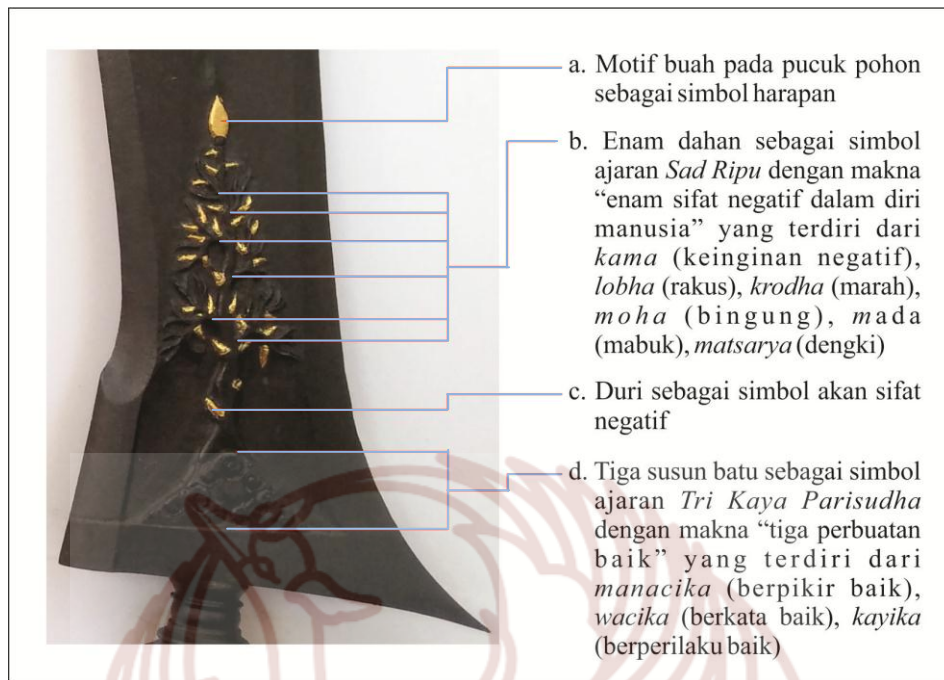 a. Motif buah pada pucuk pohon
sebagai simbol harapan
b. Enam dahan sebagai simbol
ajaran Sad Ripu dengan makna
“enam sifat negatif dalam diri
manusia” yang terdiri dari
kama (keinginan negatif),
lobha (rakus), krodha (marah),
moha (bingung), mada
(mabuk), matsarya (dengki)
c. Duri sebagai simbol akan sifat
negatif
d. Tiga susun batu sebagai simbol
ajaran Tri Kaya Parisudha
dengan makna “tiga perbuatan
baik” yang terdiri dari
manacika (berpikir baik),
wacika (berkata baik), kayika
(berperilaku baik)